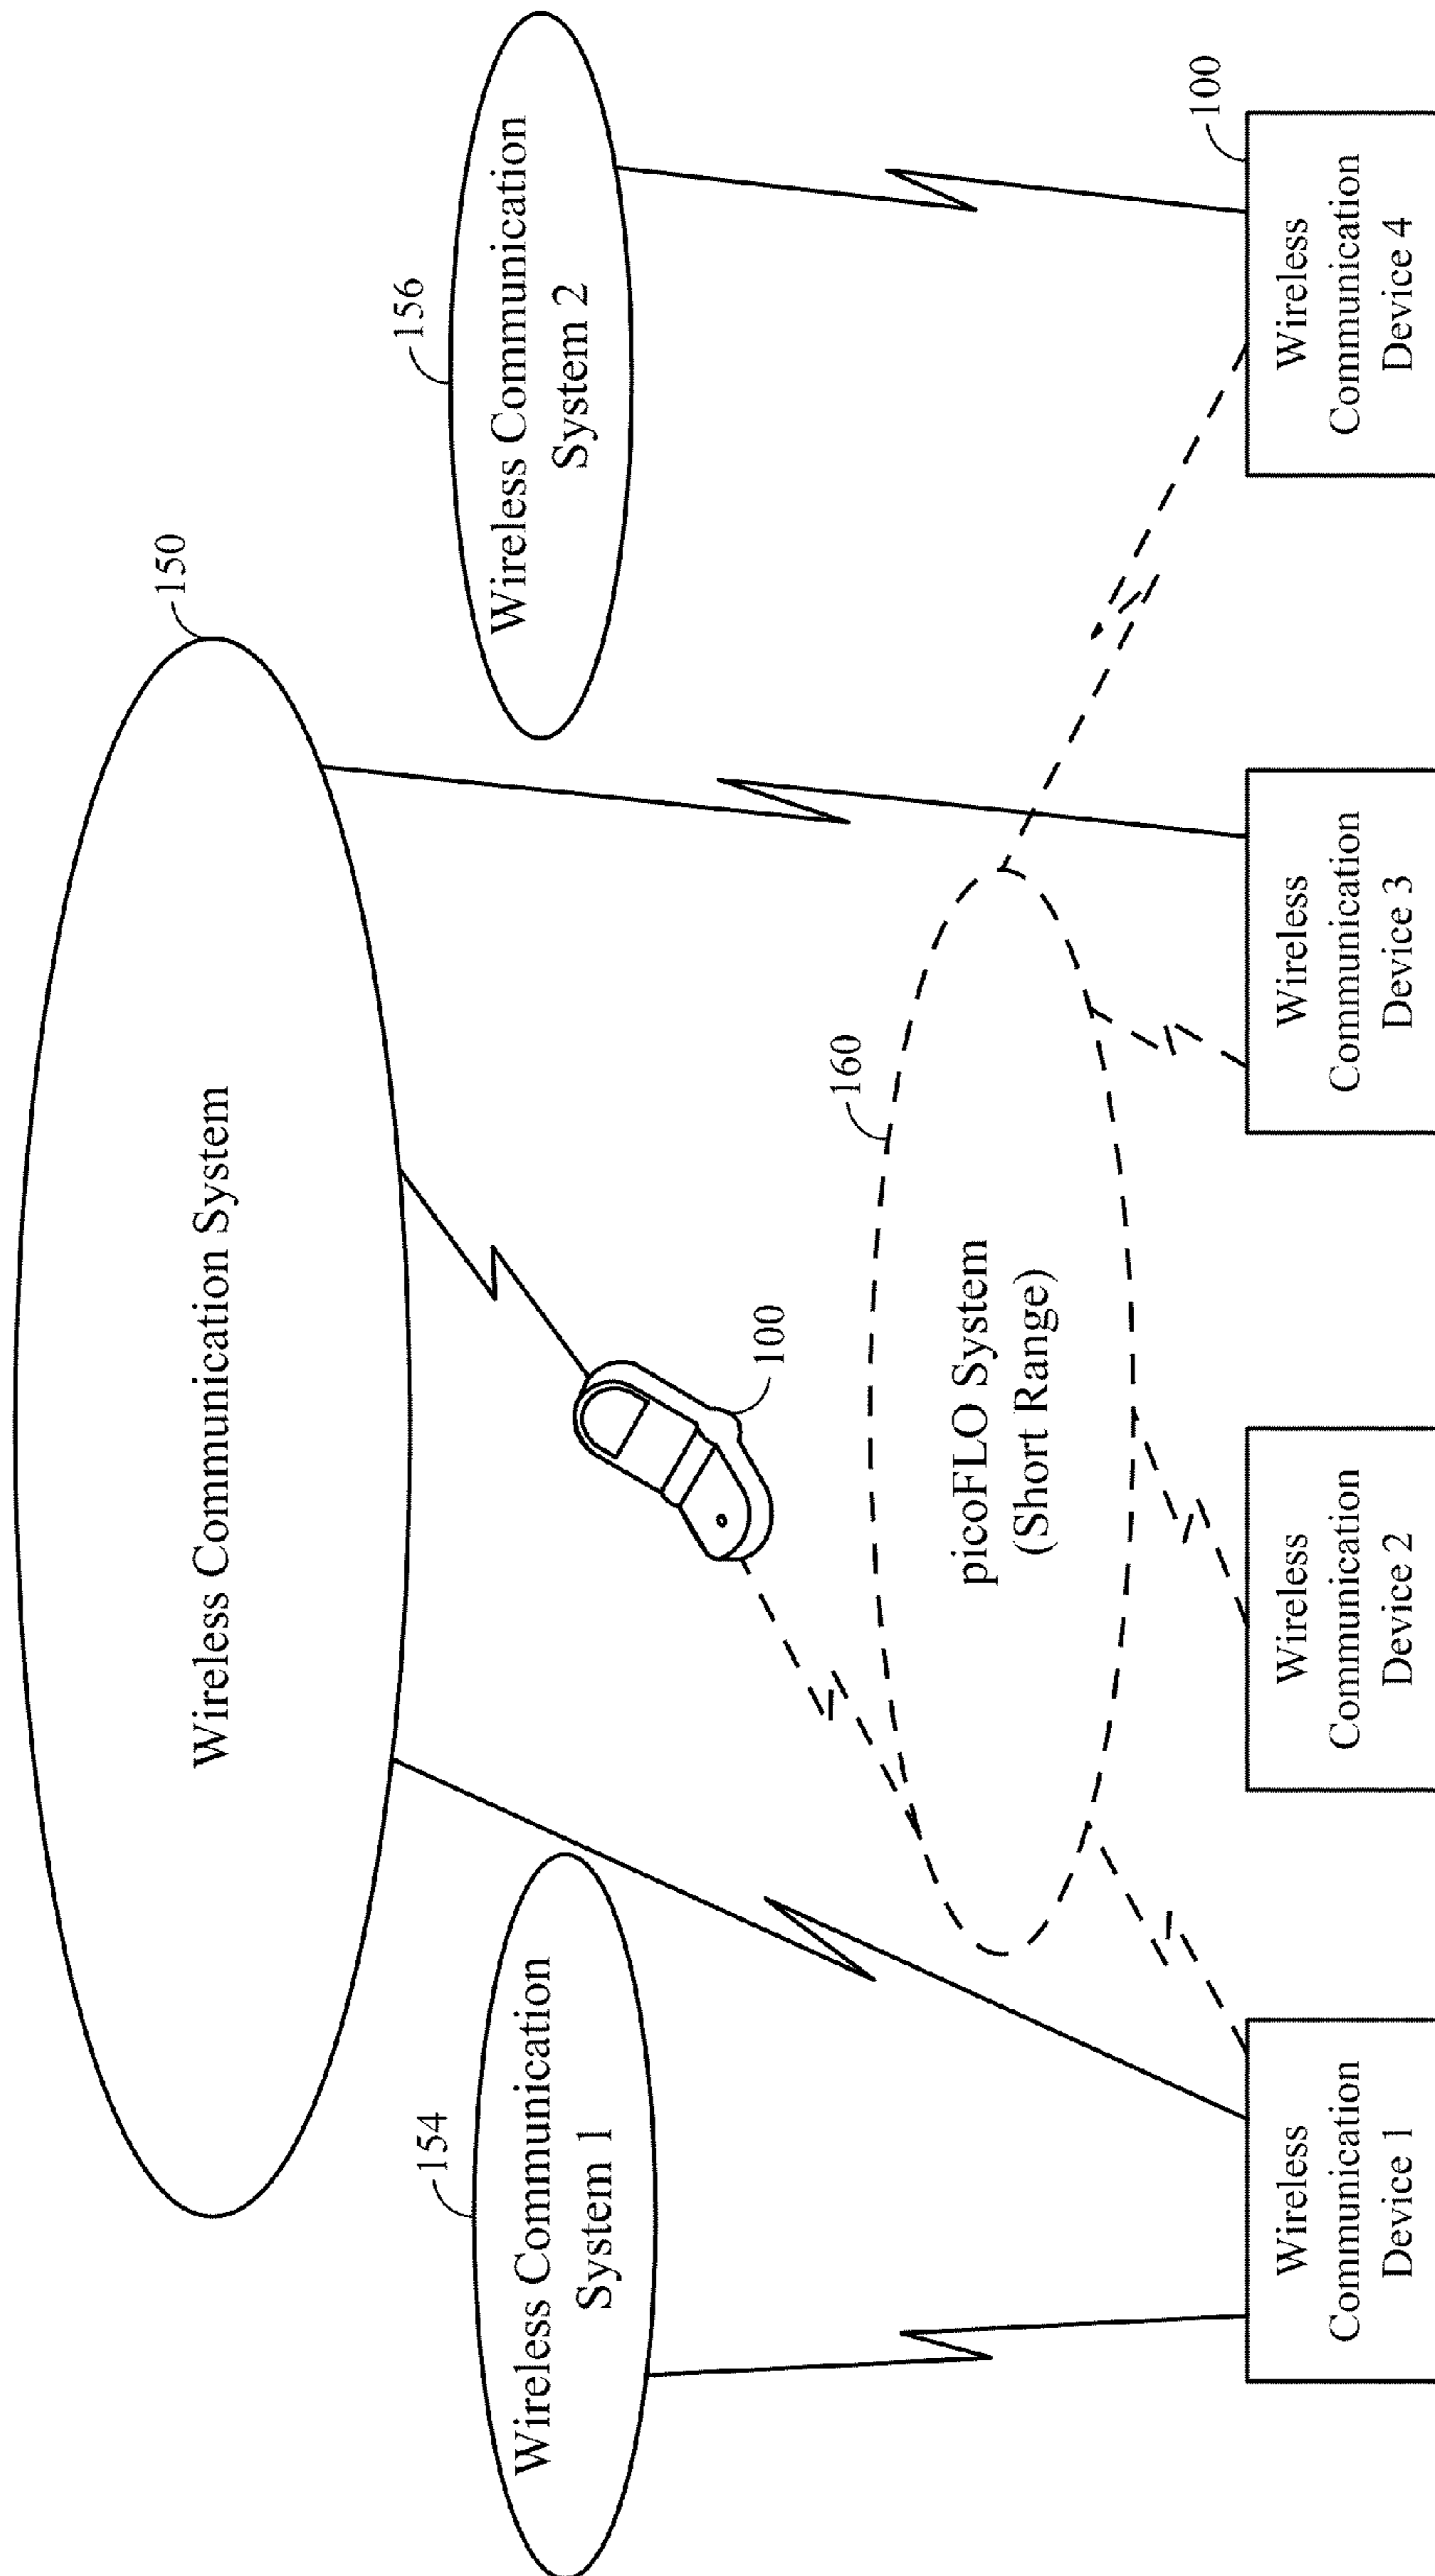 150
Wireless Communication System
154
Wireless Communication
System 1
156
Wireless Communication
System 2
100
160
picoFLO System
(Short Range)
100
Wireless
Communication
Device 1
Wireless
Communication
Device 2
Wireless
Communication
Device 3
Wireless
Communication
Device 4